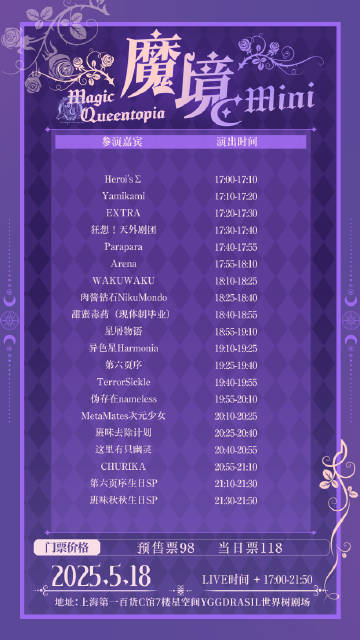 魔境
Mini
Magic
Queentopia
参演嘉宾 演出时间
Heroi's Σ 17:00-17:10
Yamikami 17:10-17:20
EXTRA 17:20-17:30
狂想！天外剧团 17:30-17:40
Parapara 17:40-17:55
Arena 17:55-18:10
WAKUWAKU 18:10-18:25
肉酱钻石NikuMondo 18:25-18:40
甜蜜毒药（现体制毕业） 18:40-18:55
星屑物语 18:55-19:10
异色星Harmonia 19:10-19:25
第六页序 19:25-19:40
TerrorSickle 19:40-19:55
伪存在nameless 19:55-20:10
MetaMates次元少女 20:10-20:25
班味去除计划 20:25-20:40
这里有只幽灵 20:40-20:55
CHURIKA 20:55-21:10
第六页序生日SP 21:10-21:30
班味秋秋生日SP 21:30-21:50
门票价格 预售票98 当日票118
2025.5.18 LIVE时间 + 17:00-21:50
地址：上海第一百货C馆7楼星空间YGGDRASIL世界树剧场